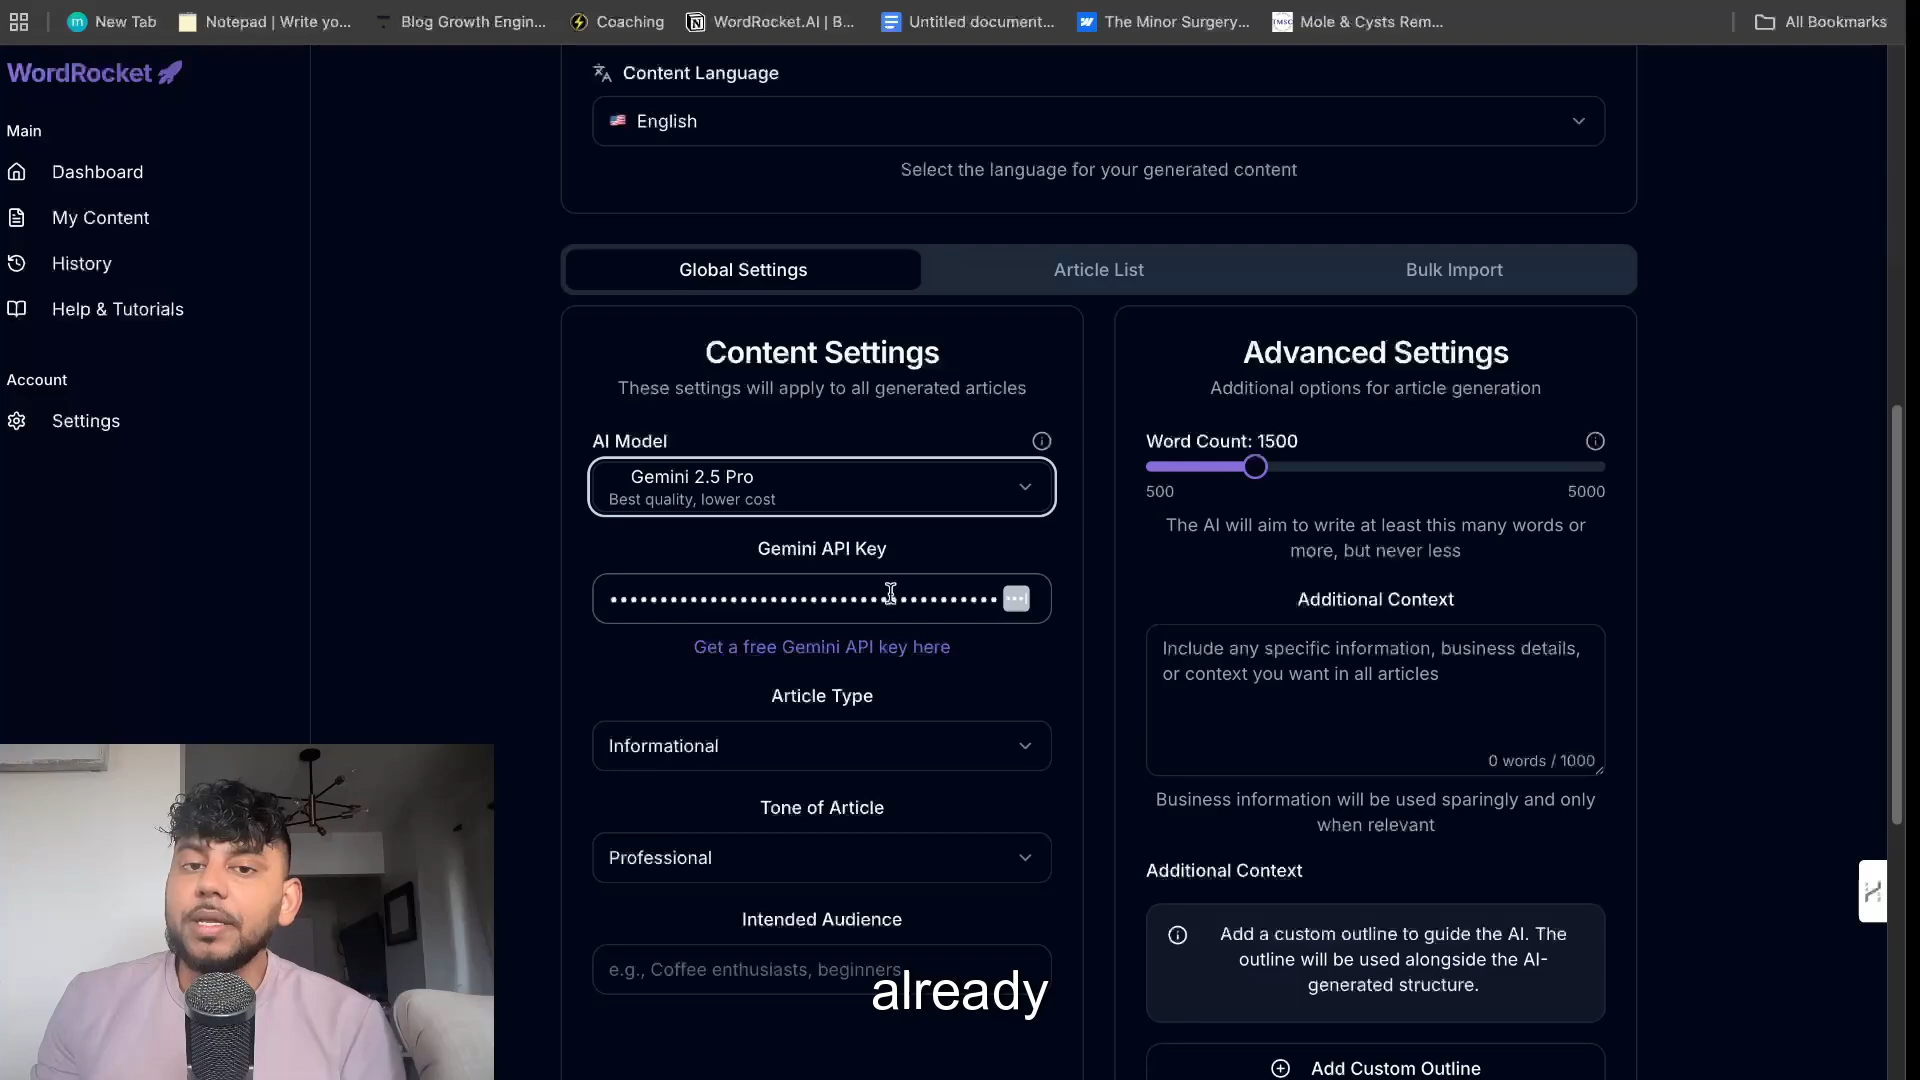 New Tab
Notepad | Write yo...
Blog Growth Engin...
Coaching
WordRocket.AI | B...
Untitled document...
The Minor Surgery...
Mole & Cysts Rem...
All Bookmarks
WordRocket
Main
Dashboard
My Content
History
Help & Tutorials
Account
Settings
Content Language
English
Select the language for your generated content
Global Settings
Article List
Bulk Import
Content Settings
These settings will apply to all generated articles
AI Model
Gemini 2.5 Pro
Best quality, lower cost
Gemini API Key
Get a free Gemini API key here
Article Type
Informational
Tone of Article
Professional
Intended Audience
e.g., Coffee enthusiasts, beginners
already
Advanced Settings
Additional options for article generation
Word Count: 1500
500
5000
The AI will aim to write at least this many words or
more, but never less
Additional Context
Include any specific information, business details,
or context you want in all articles
0 words / 1000
Business information will be used sparingly and only
when relevant
Additional Context
Add a custom outline to guide the AI. The
outline will be used alongside the AI-
generated structure.
Add Custom Outline